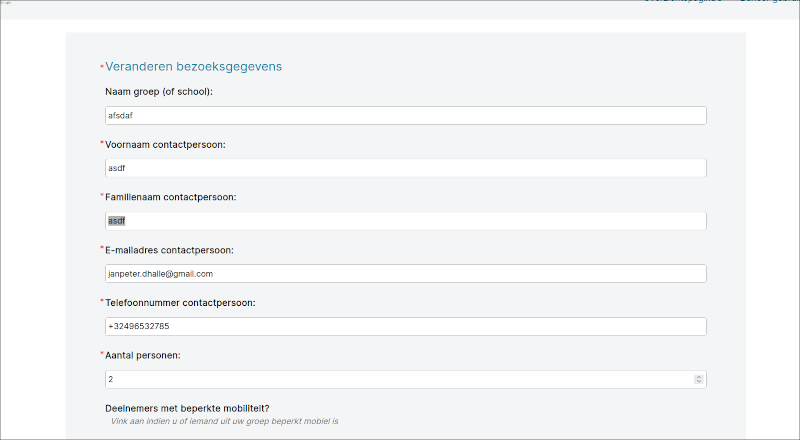 * Veranderen bezoeksgegevens
Naam groep (of school):
afsdaf
* Voornaam contactpersoon:
asdf
* Familienaam contactpersoon:
asdf
* E-mailadres contactpersoon:
janpeter.dhalle@gmail.com
* Telefoonnummer contactpersoon:
+32496532785
* Aantal personen:
2
Deelnemers met beperkte mobiliteit?
Vink aan indien u of iemand uit uw groep beperkt mobiel is